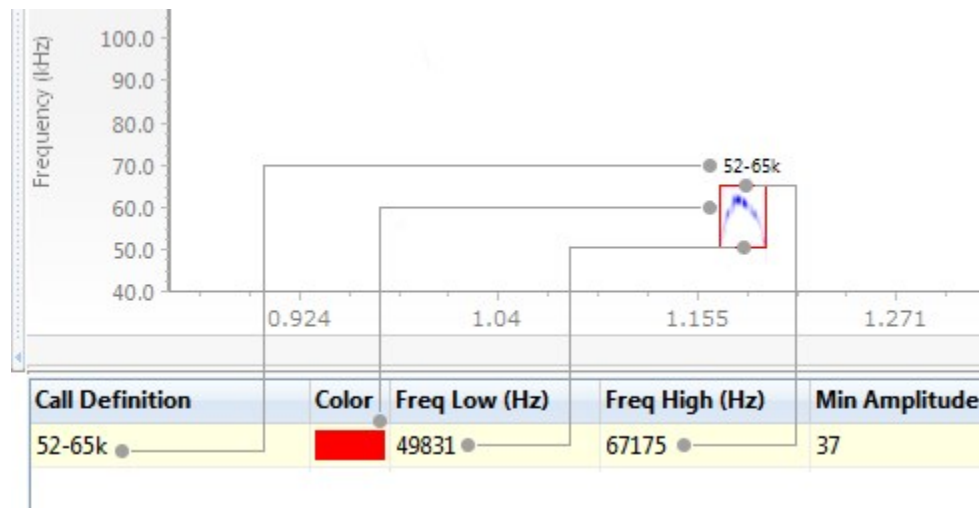 Frequency (kHz)
100.0
90.0
80.0
70.0
60.0
50.0
40.0
52-65k
0.924 1.04 1.155 1.271
Call Definition Color Freq Low (Hz) Freq High (Hz) Min Amplitude
52-65k 49831 67175 37